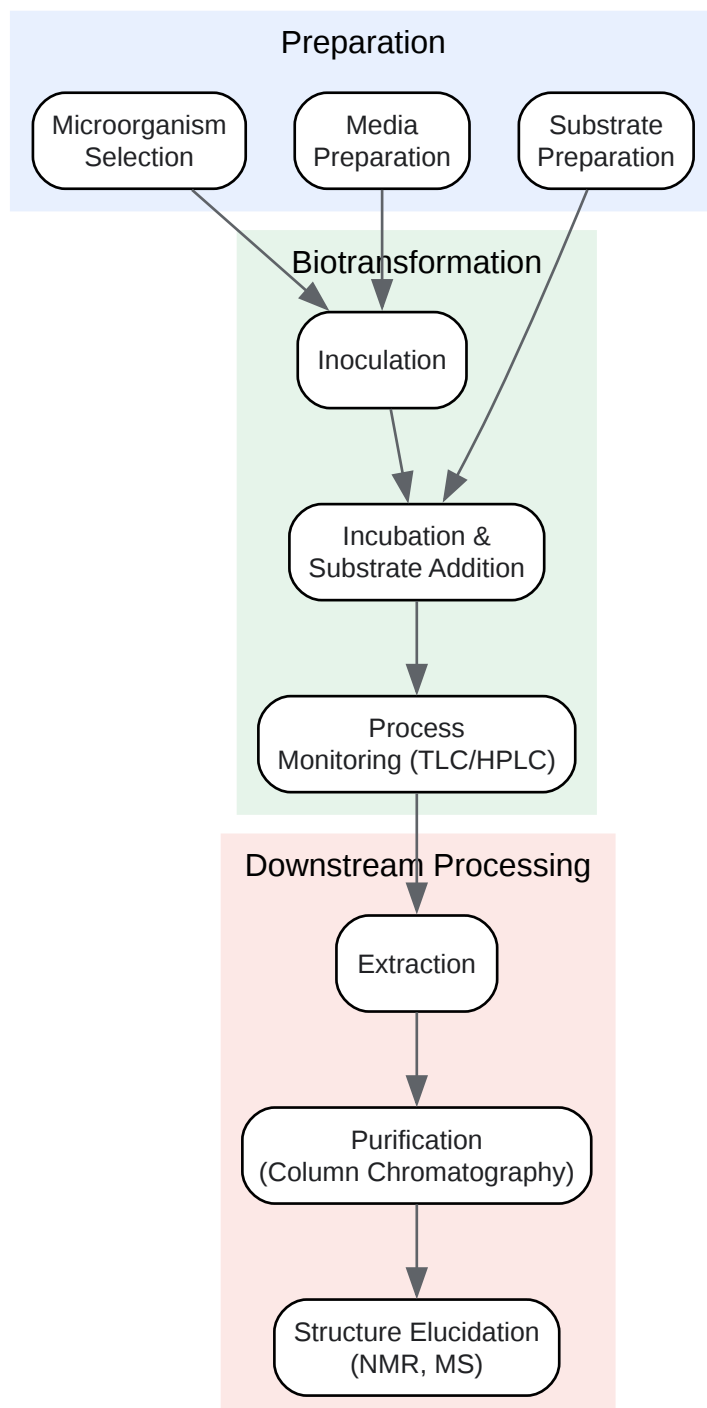 Preparation
Microorganism
Selection
Media
Preparation
Substrate
Preparation
Biotransformation
Inoculation
Incubation &
Substrate Addition
Process
Monitoring (TLC/HPLC)
Downstream Processing
Extraction
Purification
(Column Chromatography)
Structure Elucidation
(NMR, MS)